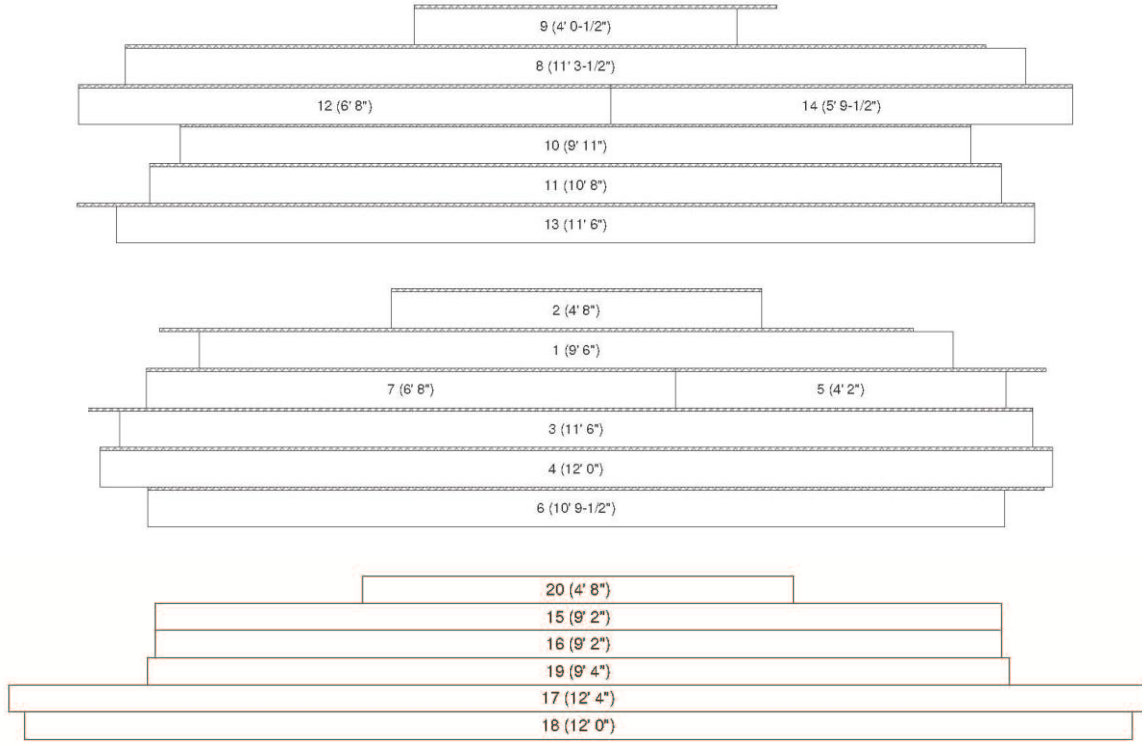 9 (4' 0-1/2")
8 (11' 3-1/2")
12 (6' 8") 14 (5' 9-1/2")
10 (9' 11")
11 (10' 8")
13 (11' 6")
2 (4' 8")
1 (9' 6")
7 (6' 8") 5 (4' 2")
3 (11' 6")
4 (12' 0")
6 (10' 9-1/2")
20 (4' 8")
15 (9' 2")
16 (9' 2")
19 (9' 4")
17 (12' 4")
18 (12' 0")